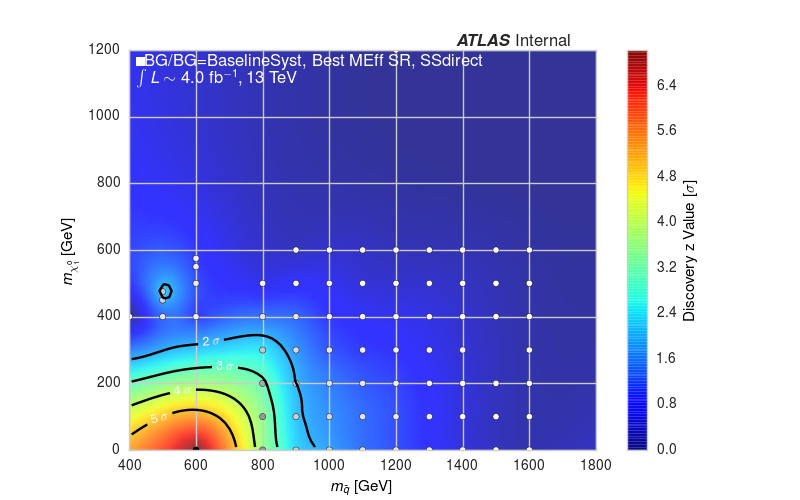 ATLAS Internal
BG/BG=BaselineSyst, Best MEff SR, SSdirect
∫ L ∼ 4.0 fb⁻¹, 13 TeV
1200
1000
800
600
400
200
0
m_χ̃₁⁰ [GeV]
2 σ
3 σ
4 σ
5 σ
400 600 800 1000 1200 1400 1600 1800
m_q̃ [GeV]
6.4
5.6
4.8
4.0
3.2
2.4
1.6
0.8
0.0
Discovery z Value [σ]